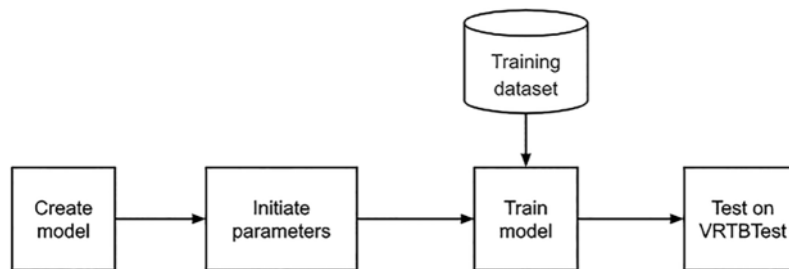 Training
dataset
Create
model
Initiate
parameters
Train
model
Test on
VRTBTest